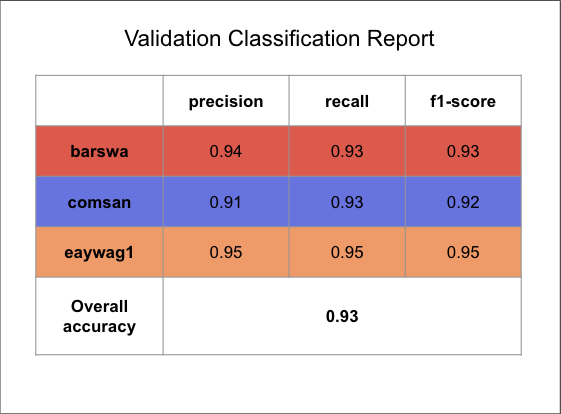 Validation Classification Report
precision recall f1-score
barswa 0.94 0.93 0.93
comsan 0.91 0.93 0.92
eaywag1 0.95 0.95 0.95
Overall
accuracy
0.93